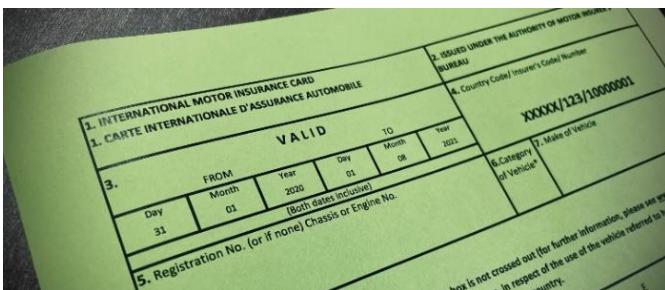 1. INTERNATIONAL MOTOR INSURANCE CARD
1. CARTE INTERNATIONALE D'ASSURANCE AUTOMOBILE
2. ISSUED UNDER THE AUTHORITY OF MOTOR INSURER
BUREAU
3. VALID
FROM TO
Day Month Year Day Month Year
31 01 2020 01 08 2021
(Both dates inclusive)
4. Country Code/ Insurer's Code/ Number
XXXXX/123/10000001
5. Registration No. (or if none) Chassis or Engine No.
6.Category
of Vehicle*
7. Make of Vehicle
box is not crossed out (for further information, please see
in respect of the use of the vehicle referred to
country.